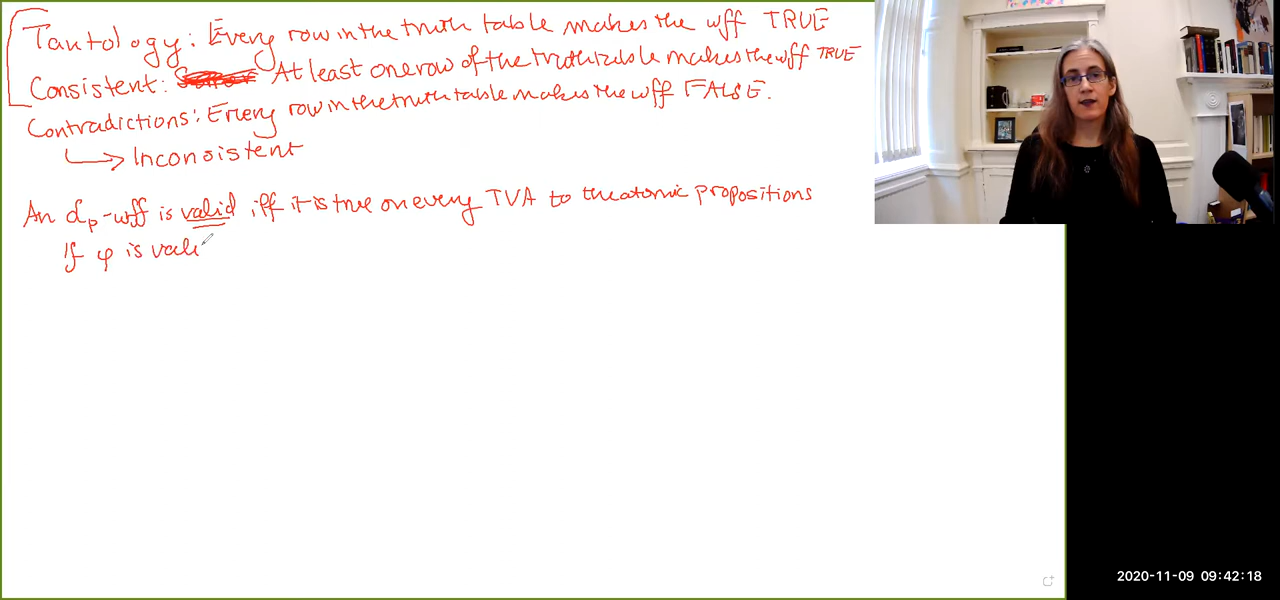 Tautology: Every row in the truth table makes the wff TRUE
Consistent: At least one row of the truth table makes the wff TRUE
Contradictions: Every row in the truth table makes the wff FALSE.
↳ Inconsistent
An ℒp-wff is valid iff it is true on every TVA to the atomic propositions
If φ is vali
2020-11-09 09:42:18